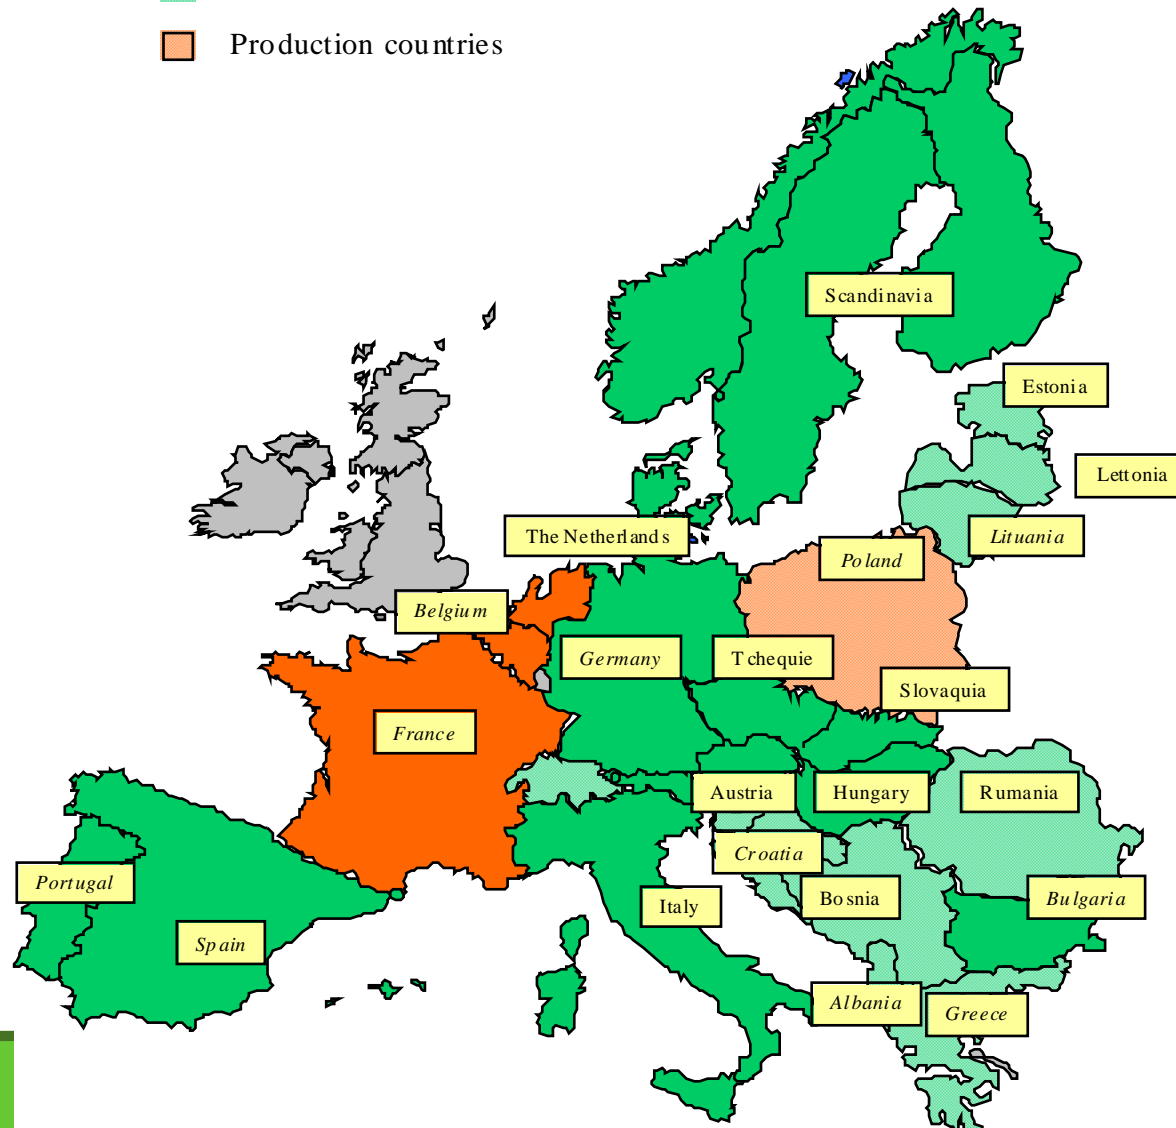 Production countries
Scandinavia
Estonia
Lettonia
The Netherlands
Lituania
Poland
Belgium
Germany
Tchequie
Slovaquia
France
Austria
Hungary
Rumania
Croatia
Portugal
Italy
Bosnia
Bulgaria
Spain
Albania
Greece